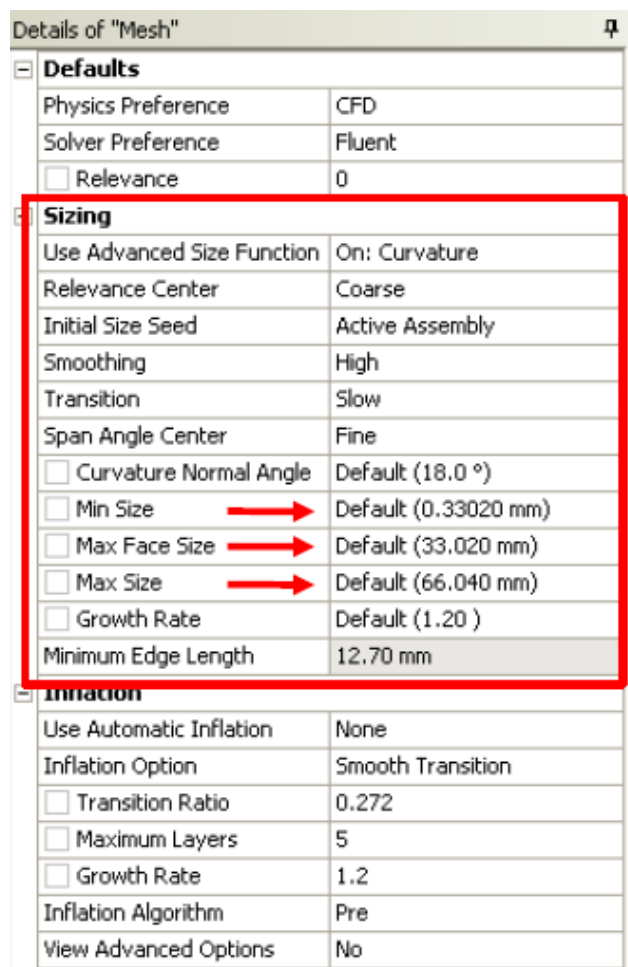 Details of "Mesh"
Defaults
Physics Preference CFD
Solver Preference Fluent
Relevance 0
Sizing
Use Advanced Size Function On: Curvature
Relevance Center Coarse
Initial Size Seed Active Assembly
Smoothing High
Transition Slow
Span Angle Center Fine
Curvature Normal Angle Default (18.0 °)
Min Size Default (0.33020 mm)
Max Face Size Default (33.020 mm)
Max Size Default (66.040 mm)
Growth Rate Default (1.20 )
Minimum Edge Length 12.70 mm
Inflation
Use Automatic Inflation None
Inflation Option Smooth Transition
Transition Ratio 0.272
Maximum Layers 5
Growth Rate 1.2
Inflation Algorithm Pre
View Advanced Options No